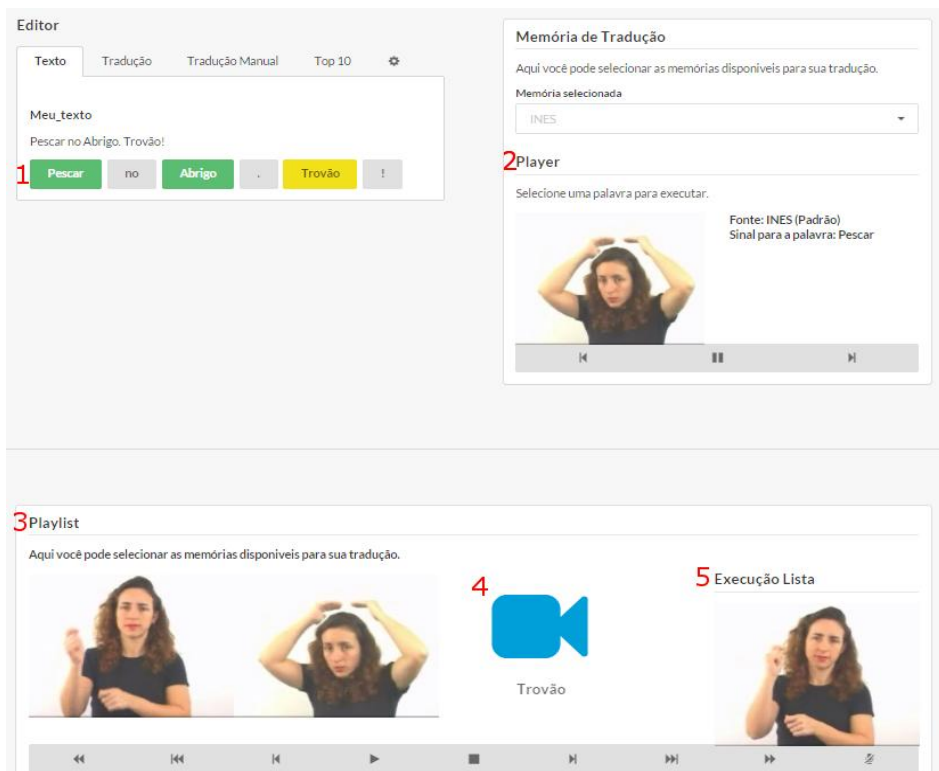 Editor
Texto Tradução Tradução Manual Top 10
Meu_texto
Pescar no Abrigo. Trovão!
1 Pescar no Abrigo . Trovão !
Memória de Tradução
Aqui você pode selecionar as memórias disponiveis para sua tradução.
Memória selecionada
INES
2 Player
Selecione uma palavra para executar.
Fonte: INES (Padrão)
Sinal para a palavra: Pescar
3 Playlist
Aqui você pode selecionar as memórias disponiveis para sua tradução.
4
Trovão
5 Execução Lista